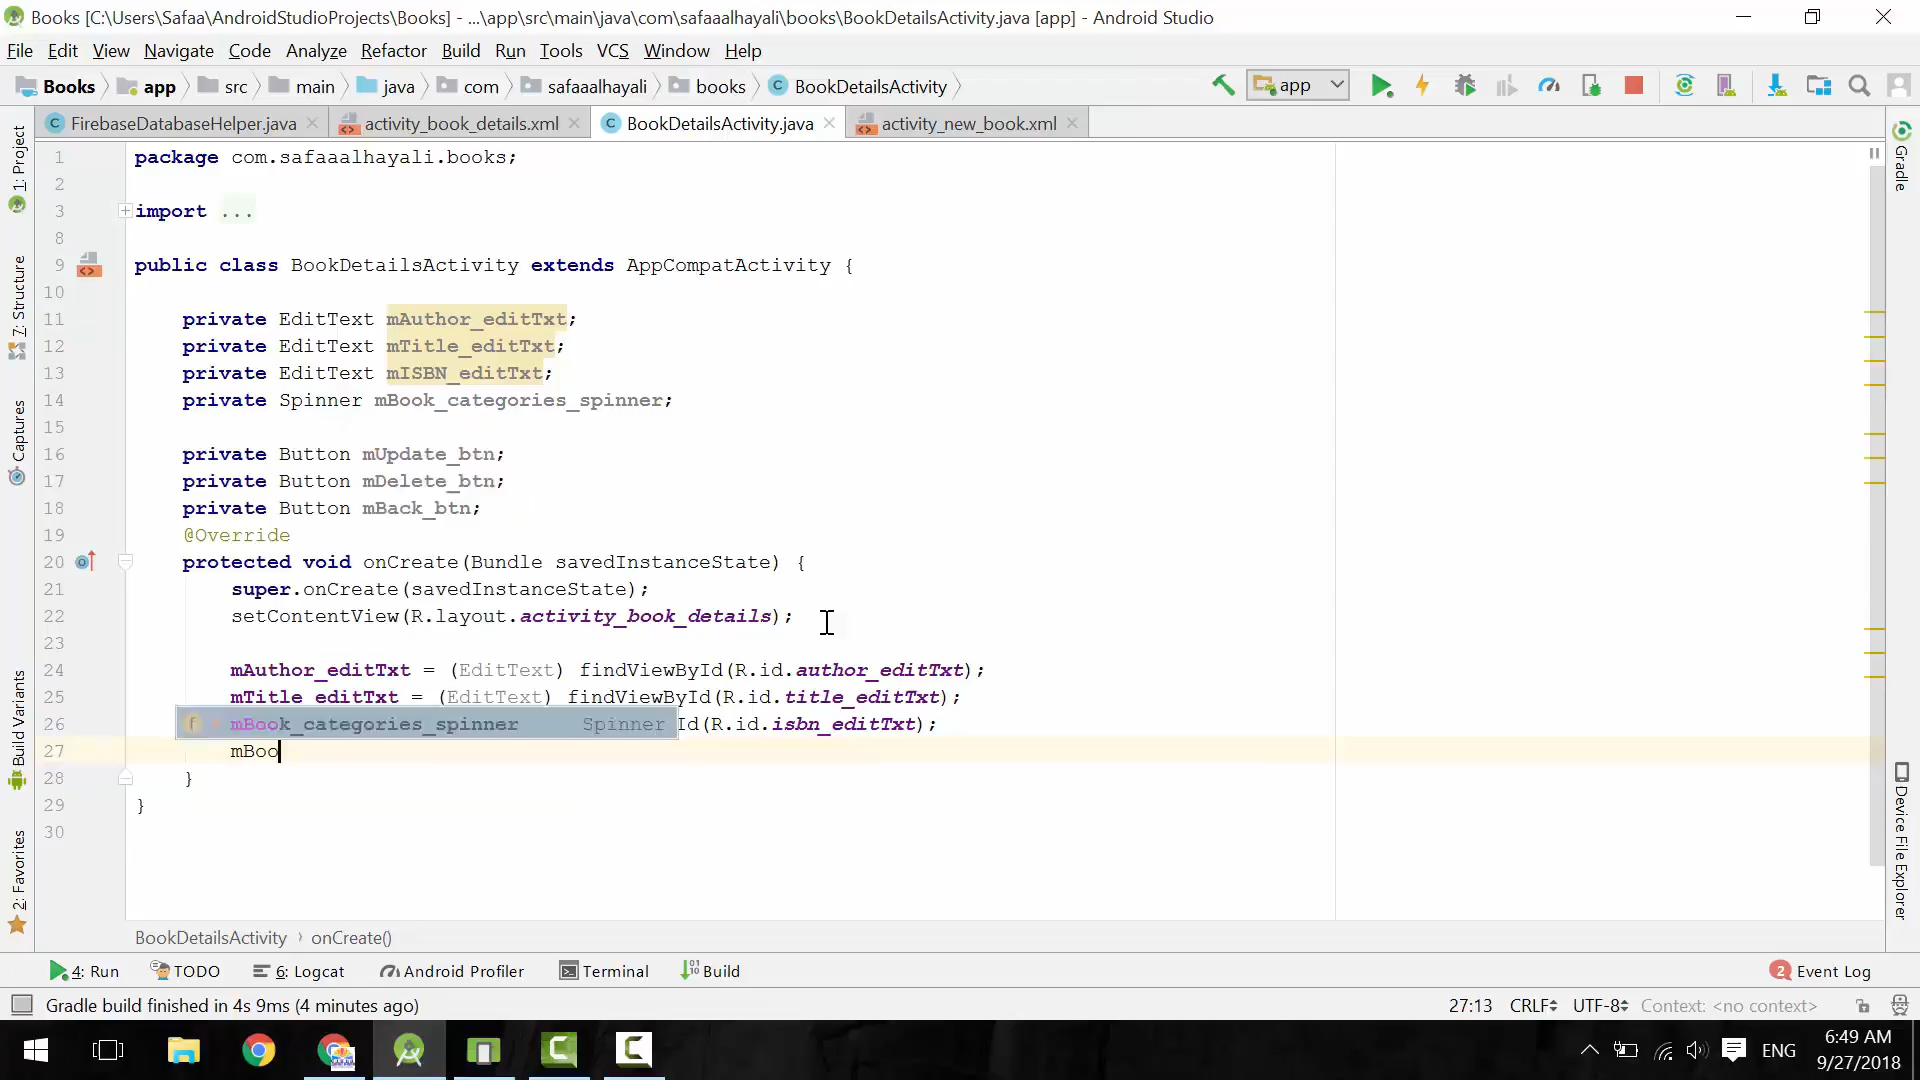 Books [C:\Users\Safaa\AndroidStudioProjects\Books] - ...\app\src\main\java\com\safaaalhayali\books\BookDetailsActivity.java [app] - Android Studio
File Edit View Navigate Code Analyze Refactor Build Run Tools VCS Window Help
Books app src main java com safaaalhayali books BookDetailsActivity app
FirebaseDatabaseHelper.java activity_book_details.xml BookDetailsActivity.java activity_new_book.xml
1: Project
7: Structure
Captures
Build Variants
2: Favorites
Gradle
Device File Explorer
1 package com.safaaalhayali.books;
2
3 import ...
8
9 public class BookDetailsActivity extends AppCompatActivity {
10
11 private EditText mAuthor_editTxt;
12 private EditText mTitle_editTxt;
13 private EditText mISBN_editTxt;
14 private Spinner mBook_categories_spinner;
15
16 private Button mUpdate_btn;
17 private Button mDelete_btn;
18 private Button mBack_btn;
19 @Override
20 protected void onCreate(Bundle savedInstanceState) {
21 super.onCreate(savedInstanceState);
22 setContentView(R.layout.activity_book_details);
23
24 mAuthor_editTxt = (EditText) findViewById(R.id.author_editTxt);
25 mTitle_editTxt = (EditText) findViewById(R.id.title_editTxt);
26 mBook_categories_spinner Spinner Id(R.id.isbn_editTxt);
27 mBoo
28 }
29 }
30
BookDetailsActivity onCreate()
4: Run TODO 6: Logcat Android Profiler Terminal Build 2 Event Log
Gradle build finished in 4s 9ms (4 minutes ago) 27:13 CRLF UTF-8 Context: <no context>
ENG 6:49 AM
9/27/2018